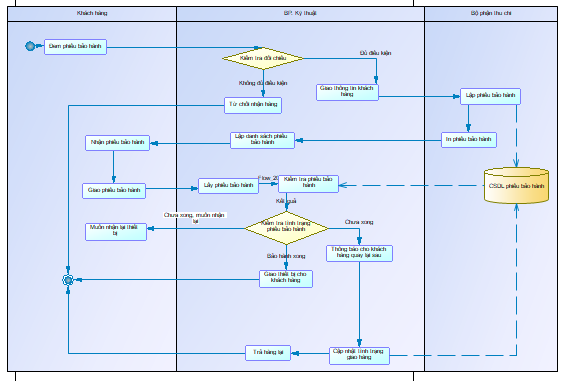 Khách hàng
BP. Kỹ thuật
Bộ phận thu chi
Đem phiếu bảo hành
Kiểm tra đối chiếu
Đủ điều kiện
Không đủ điều kiện
Giao thông tin khách
hàng
Lập phiếu bảo hành
Từ chối nhận hàng
Nhận phiếu bảo hành
Lập danh sách phiếu
bảo hành
In phiếu bảo hành
Giao phiếu bảo hành
Lấy phiếu bảo hành
Flow_20
Kiểm tra phiếu bảo
hành
CSDL phiếu bảo hành
Kết quả
Chưa xong, muốn nhận
lại
Muốn nhận lại thiết
bị
Kiểm tra tình trạng
phiếu bảo hành
Chưa xong
Thông báo cho khách
hàng quay lại sau
Bảo hành xong
Giao thiết bị cho
khách hàng
Trả hàng lại
Cập nhật tình trạng
giao hàng